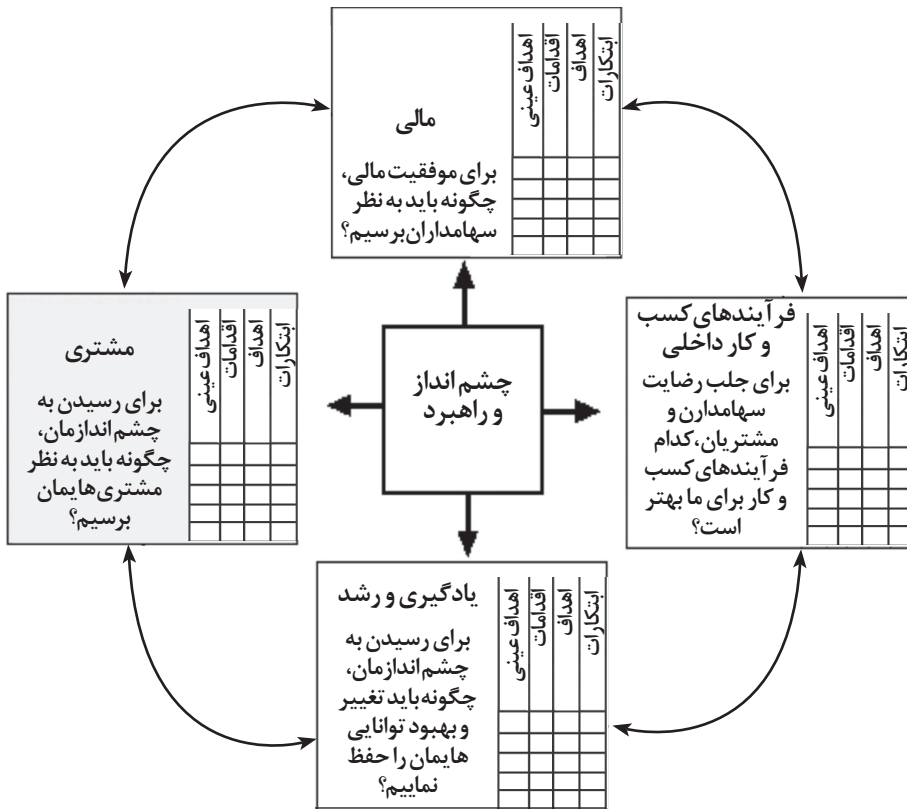 مالی
برای موفقیت مالی،
چگونه باید به نظر
سهامداران برسیم؟
اهداف عینی
اقدامات
اهداف
ابتکارات
فرآیندهای کسب
و کار داخلی
برای جلب رضایت
سهامدارن و
مشتریان، کدام
فرآیندهای کسب
و کار برای ما بهتر
است؟
اهداف عینی
اقدامات
اهداف
ابتکارات
چشم انداز
و راهبرد
مشتری
برای رسیدن به
چشم اندازمان،
چگونه باید به نظر
مشتری هایمان
برسیم؟
اهداف عینی
اقدامات
اهداف
ابتکارات
یادگیری و رشد
برای رسیدن به
چشم اندازمان،
چگونه باید تغییر
و بهبود توانایی
هایمان را حفظ
نماییم؟
اهداف عینی
اقدامات
اهداف
ابتکارات